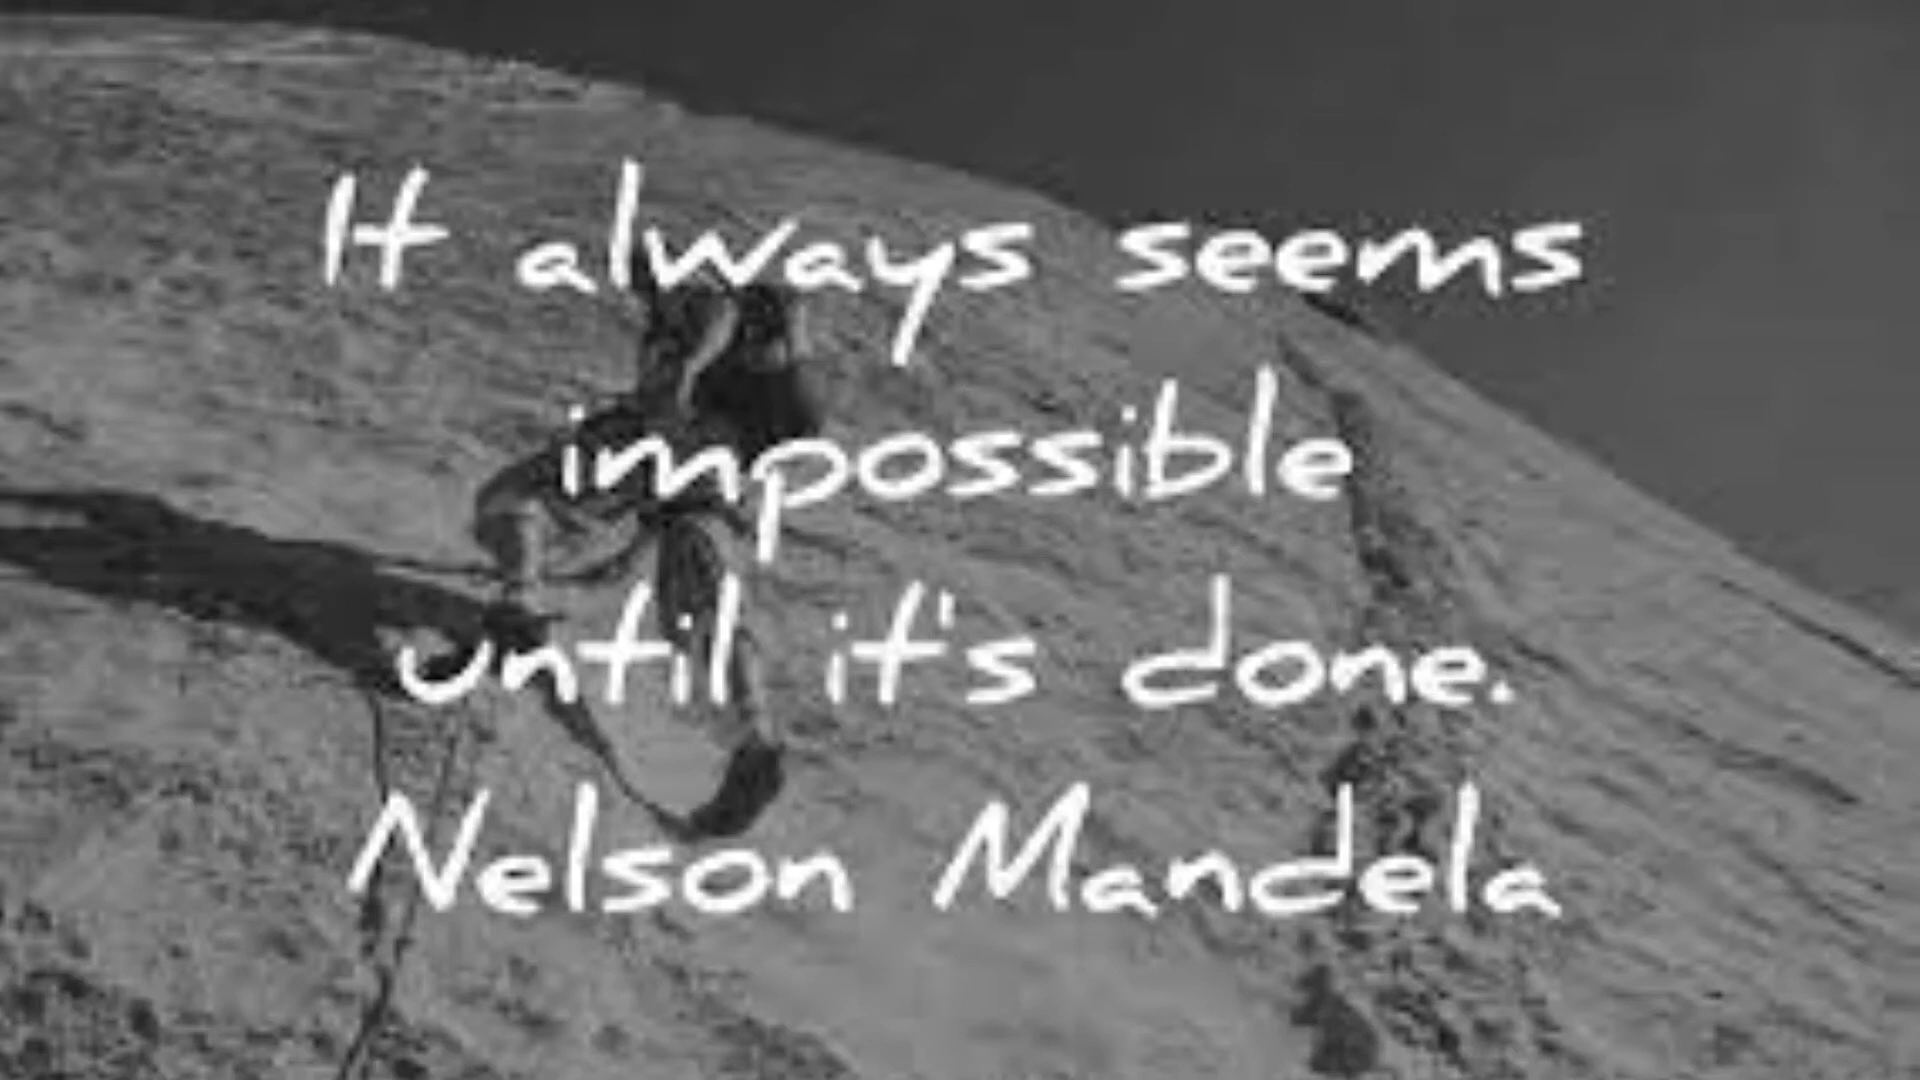 It always seems
impossible
until it's done.
Nelson Mandela